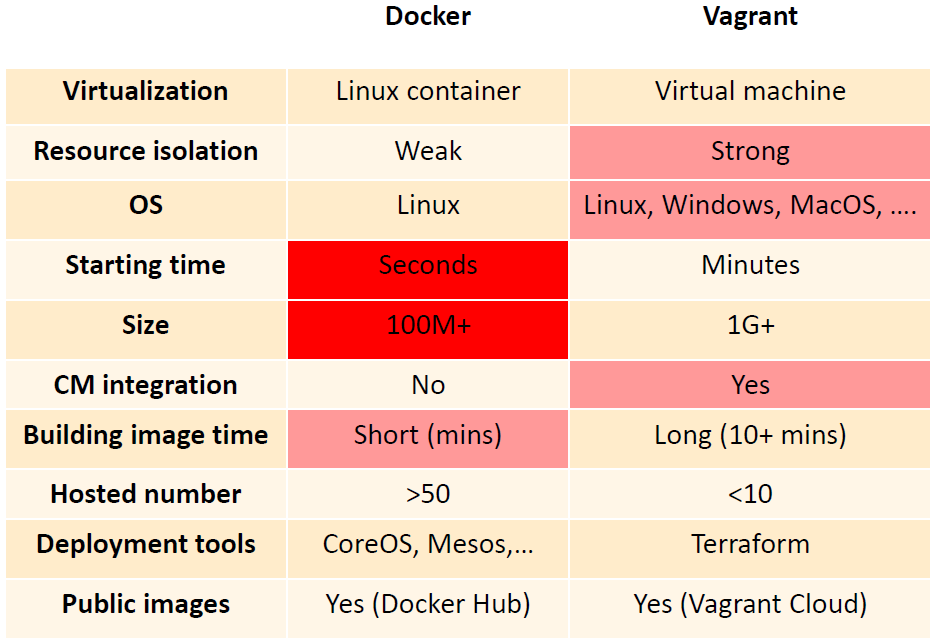 Docker Vagrant
Virtualization Linux container Virtual machine
Resource isolation Weak Strong
OS Linux Linux, Windows, MacOS, ….
Starting time Seconds Minutes
Size 100M+ 1G+
CM integration No Yes
Building image time Short (mins) Long (10+ mins)
Hosted number >50 <10
Deployment tools CoreOS, Mesos,… Terraform
Public images Yes (Docker Hub) Yes (Vagrant Cloud)